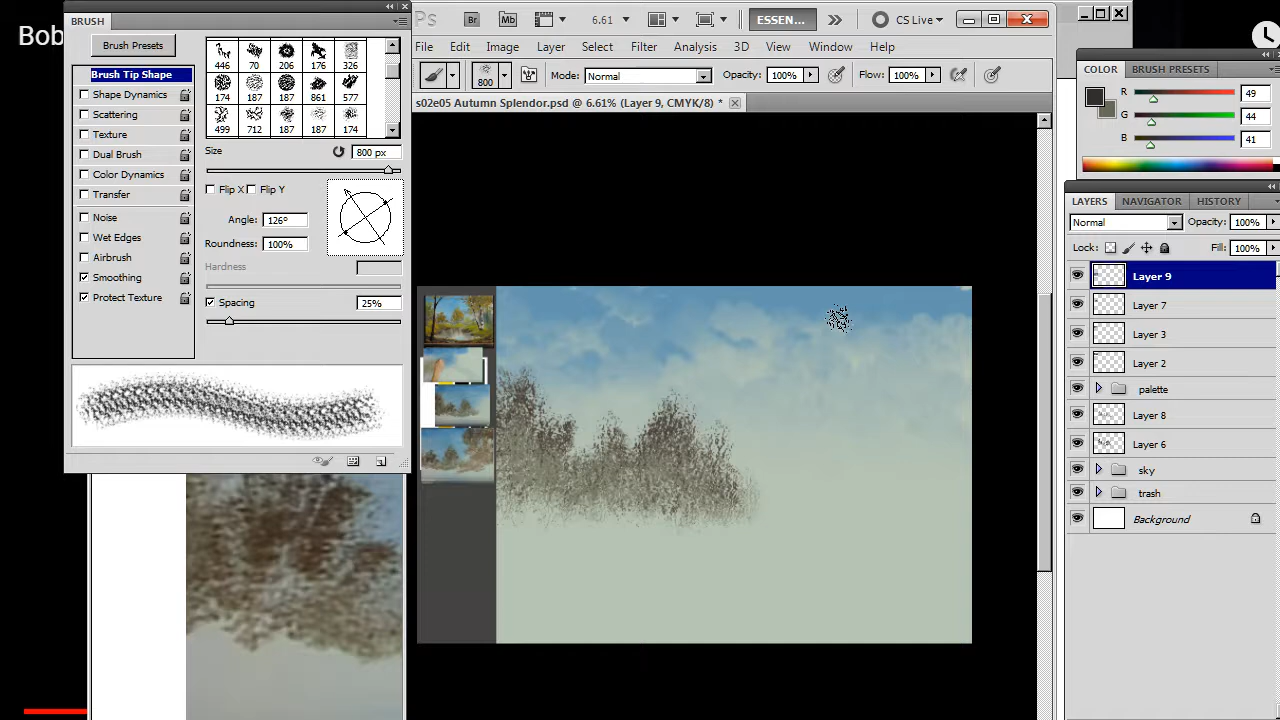 Bob
BRUSH
Brush Presets
Brush Tip Shape
Shape Dynamics
Scattering
Texture
Dual Brush
Color Dynamics
Transfer
Noise
Wet Edges
Airbrush
Smoothing
Protect Texture
446 70 206 176 326
174 187 187 861 577
499 712 187 187 174
Size 800 px
Flip X Flip Y
Angle: 126º
Roundness: 100%
Hardness
Spacing 25%
Ps Br Mb 6.61 ESSEN... CS Live
File Edit Image Layer Select Filter Analysis 3D View Window Help
800 Mode: Normal Opacity: 100% Flow: 100%
s02e05 Autumn Splendor.psd @ 6.61% (Layer 9, CMYK/8) *
COLOR BRUSH PRESETS
R 49
G 44
B 41
LAYERS NAVIGATOR HISTORY
Normal Opacity: 100%
Lock: Fill: 100%
Layer 9
Layer 7
Layer 3
Layer 2
palette
Layer 8
Layer 6
sky
trash
Background